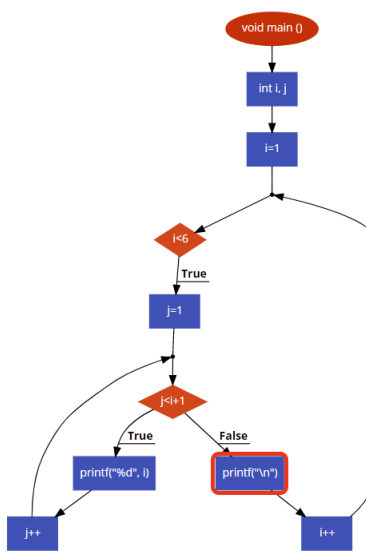 void main ()
int i, j
i=1
i<6
True
j=1
j<i+1
True
False
printf("%d", i)
printf("\n")
j++
i++